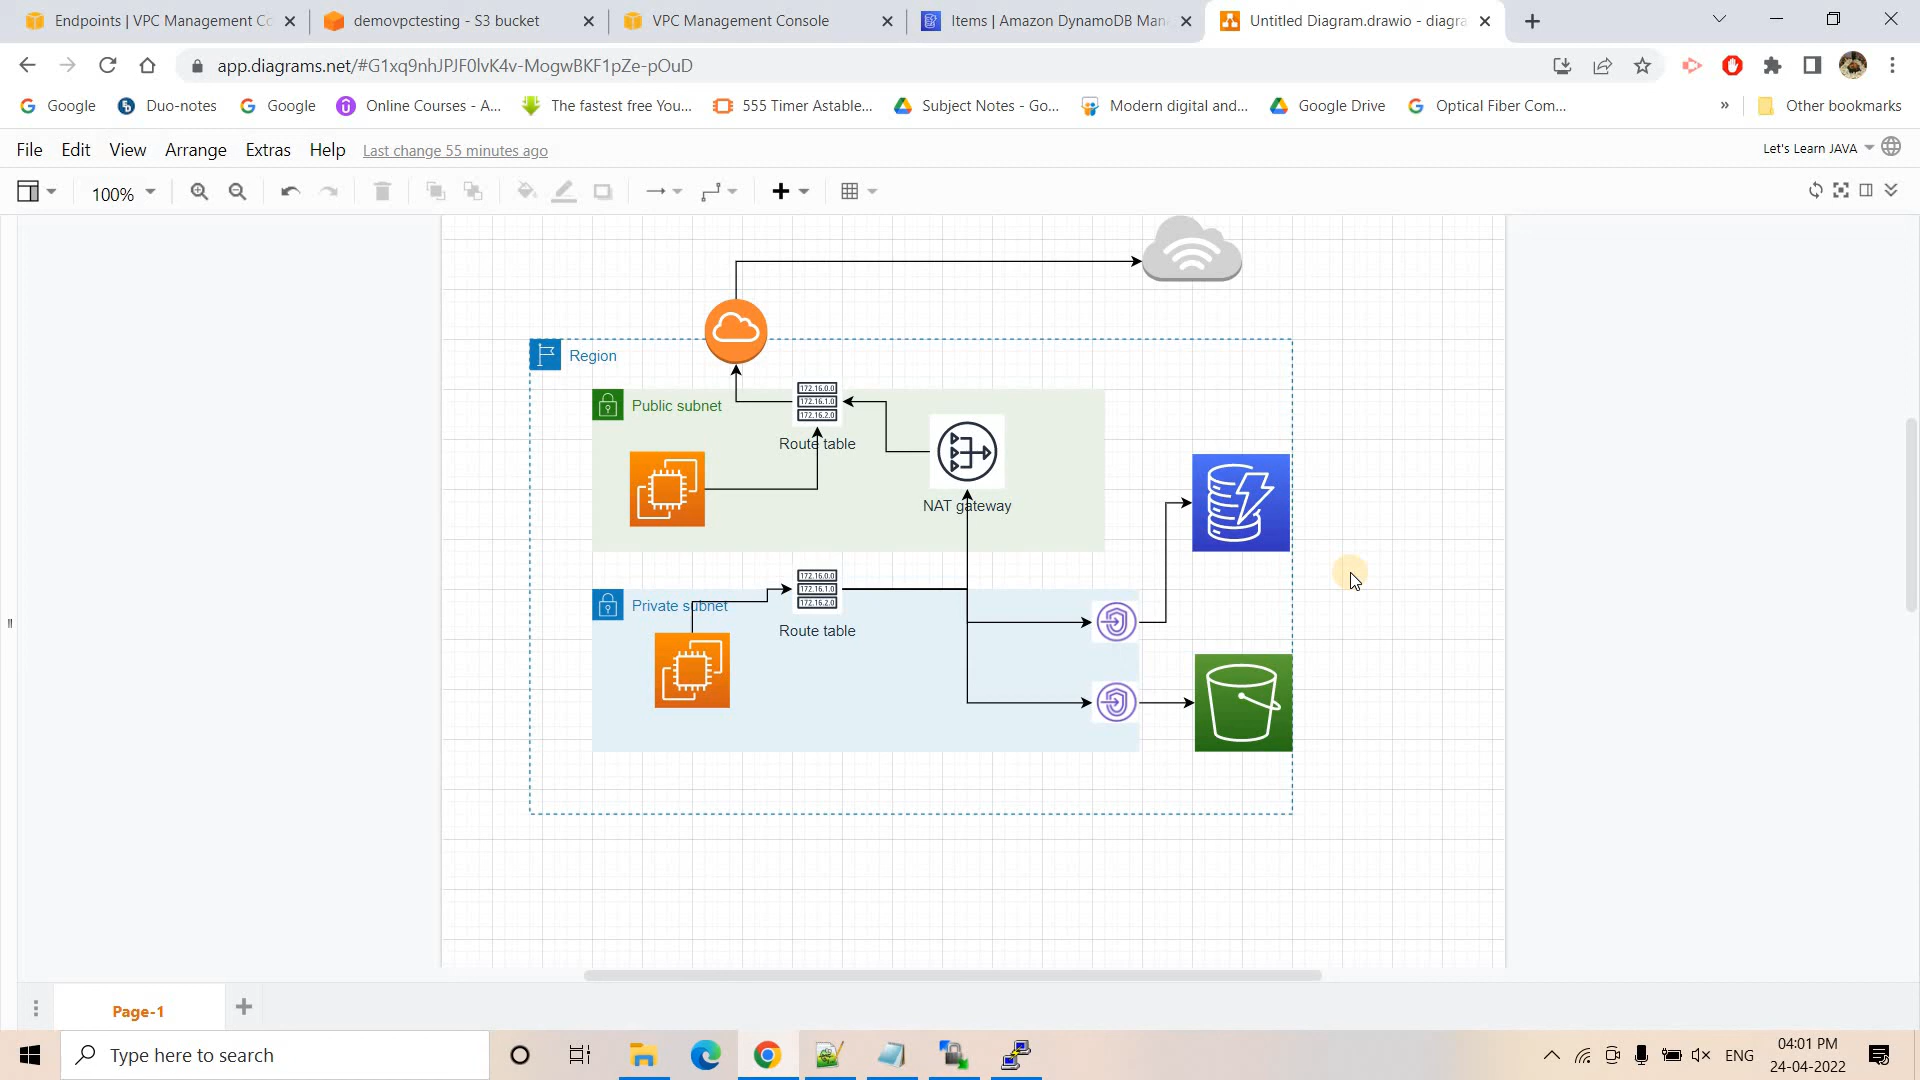 Endpoints | VPC Management Co
demovpctesting - S3 bucket
VPC Management Console
Items | Amazon DynamoDB Man
Untitled Diagram.drawio - diagra
app.diagrams.net/#G1xq9nhJPJF0lvK4v-MogwBKF1pZe-pOuD
Google
Duo-notes
Google
Online Courses - A...
The fastest free You...
555 Timer Astable...
Subject Notes - Go...
Modern digital and...
Google Drive
Optical Fiber Com...
»
Other bookmarks
File Edit View Arrange Extras Help Last change 55 minutes ago
Let's Learn JAVA
100%
Region
Public subnet
172.16.0.0
172.16.1.0
172.16.2.0
Route table
NAT gateway
Private subnet
172.16.0.0
172.16.1.0
172.16.2.0
Route table
Page-1
Type here to search
ENG
04:01 PM
24-04-2022